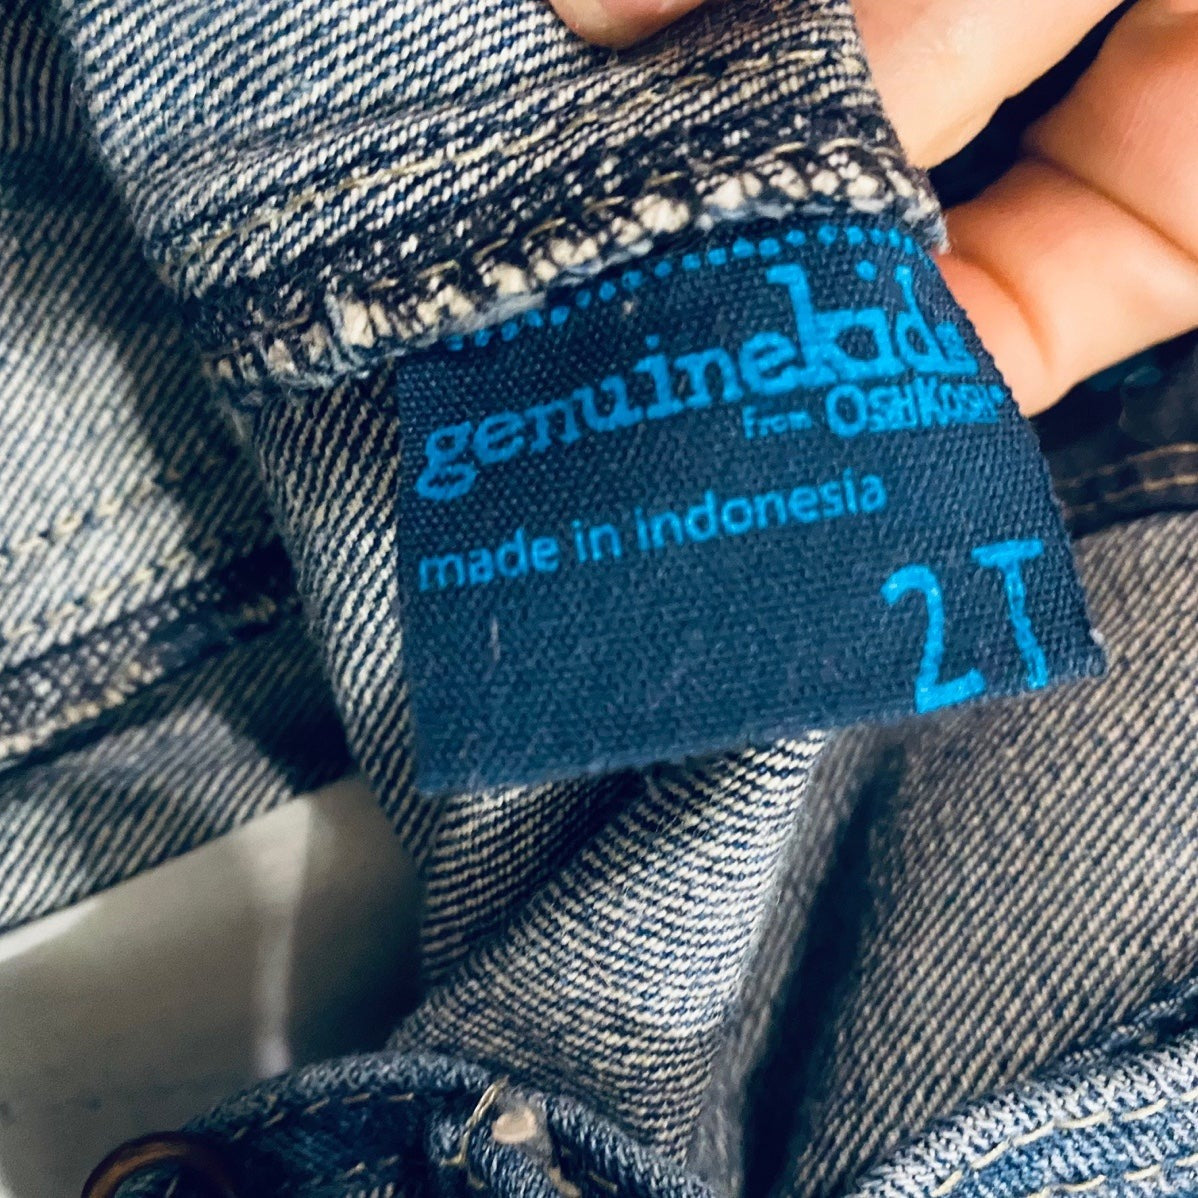 genuinekids
From OshKosh
made in indonesia
2T